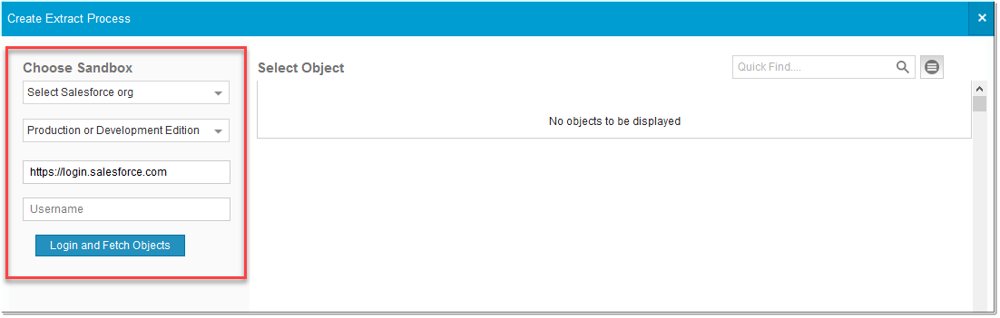 Create Extract Process
×
Choose Sandbox
Select Salesforce org
Production or Development Edition
https://login.salesforce.com
Username
Login and Fetch Objects
Select Object
Quick Find....
No objects to be displayed